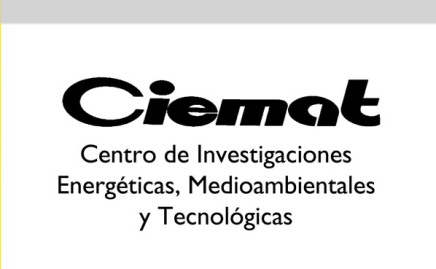 Ciemat
Centro de Investigaciones
Energéticas, Medioambientales
y Tecnológicas